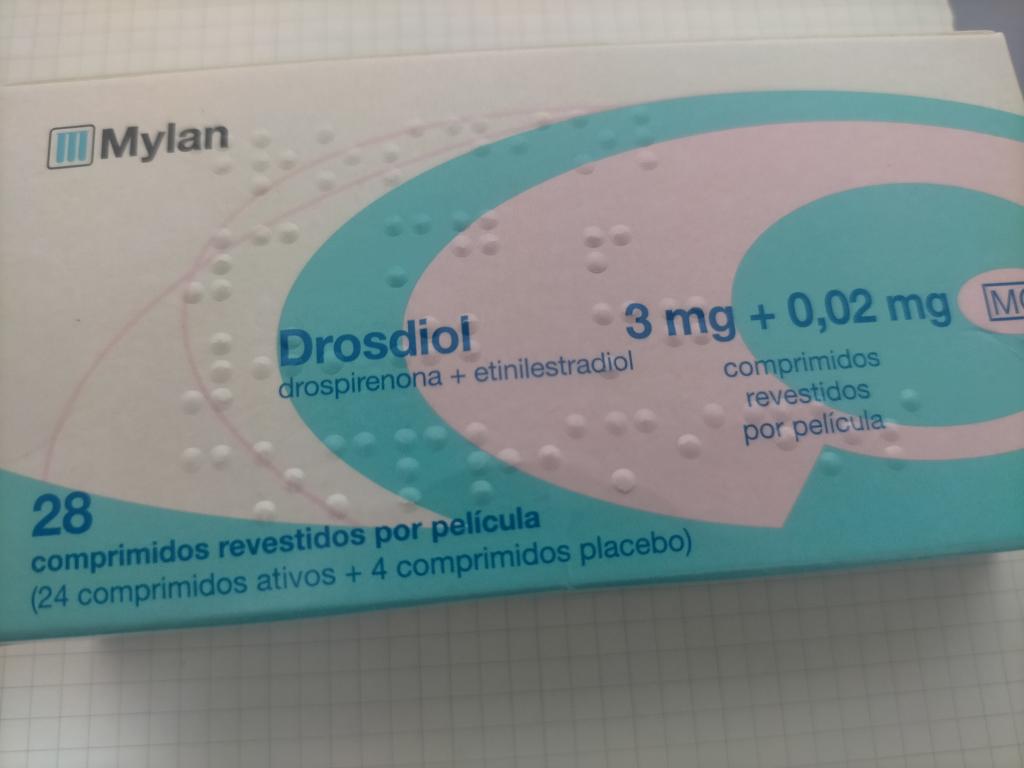 Mylan
Drosdiol
drospirenona + etinilestradiol
3 mg + 0,02 mg
comprimidos
revestidos
por película
28
comprimidos revestidos por película
(24 comprimidos ativos + 4 comprimidos placebo)